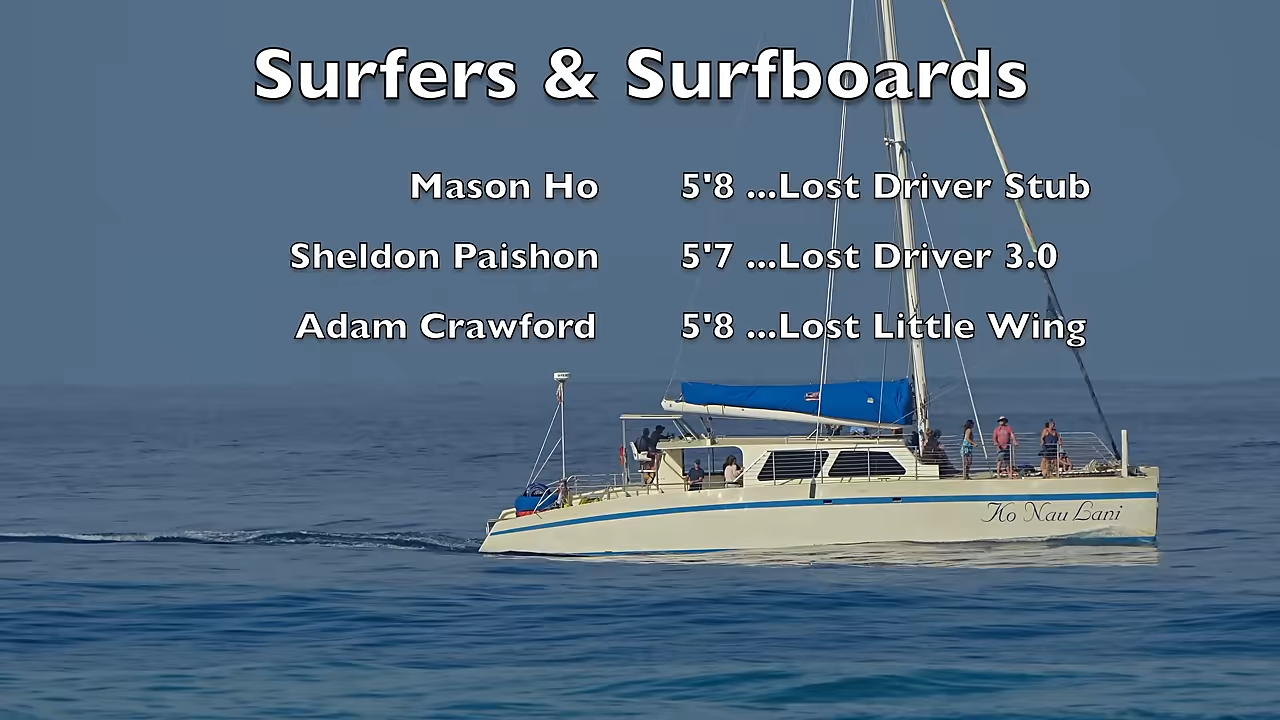 Surfers & Surfboards
Mason Ho 5'8 ...Lost Driver Stub
Sheldon Paishon 5'7 ...Lost Driver 3.0
Adam Crawford 5'8 ...Lost Little Wing
Ho Nau Lani